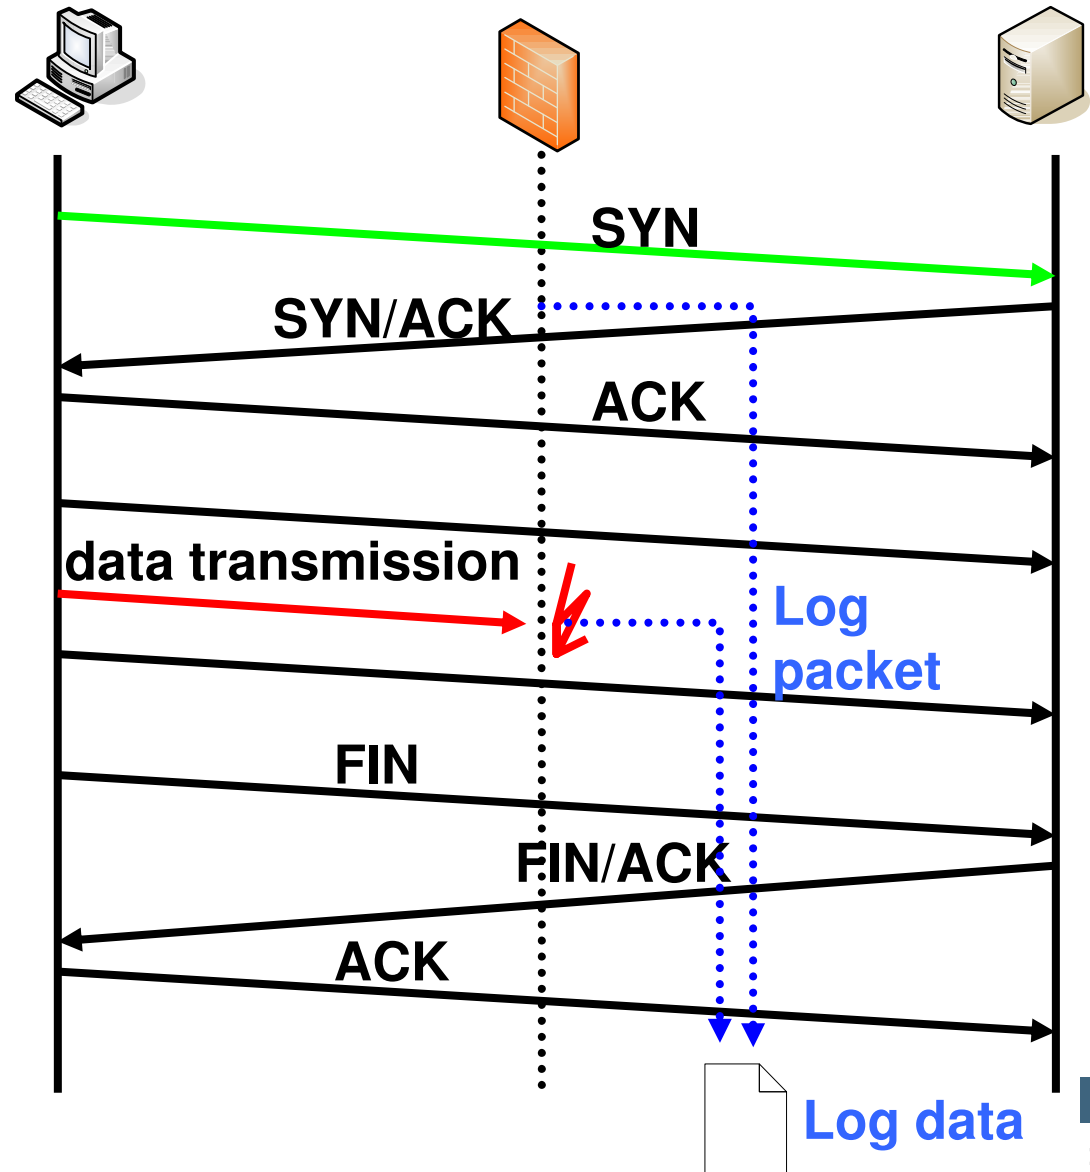 SYN
SYN/ACK
ACK
data transmission
Log
packet
FIN
FIN/ACK
ACK
Log data